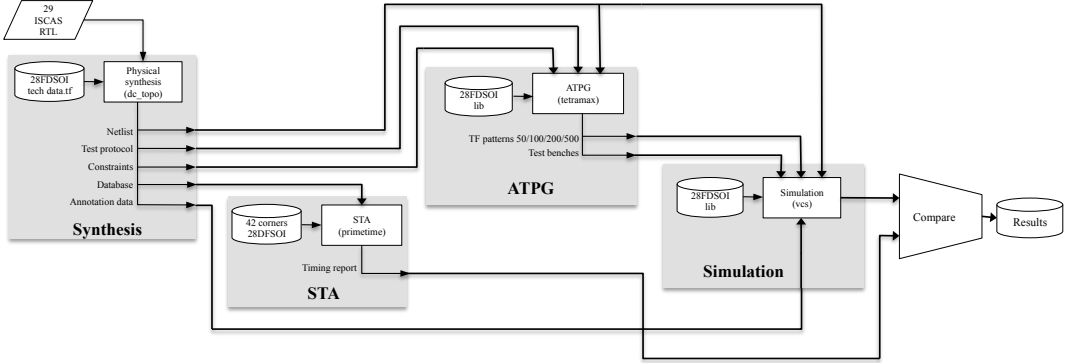 29
ISCAS
RTL
28FDSOI
tech data.tf
Physical
synthesis
(dc_topo)
Netlist
Test protocol
Constraints
Database
Annotation data
Synthesis
42 corners
28DFSOI
STA
(primetime)
Timing report
STA
28FDSOI
lib
ATPG
(tetramax)
TF patterns 50/100/200/500
Test benches
ATPG
28FDSOI
lib
Simulation
(vcs)
Simulation
Compare
Results